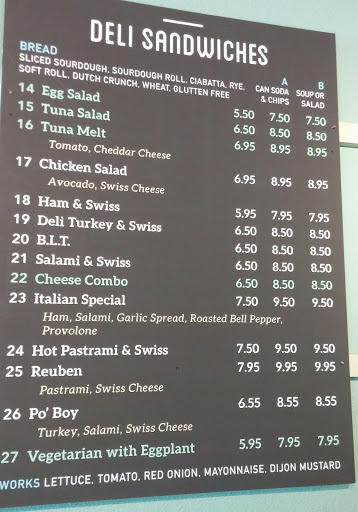 DELI SANDWICHES
BREAD
SLICED SOURDOUGH, SOURDOUGH ROLL, CIABATTA, RYE,
SOFT ROLL, DUTCH CRUNCH, WHEAT, GLUTEN FREE
A B
CAN SODA & CHIPS SOUP OR SALAD
14 Egg Salad 5.50 7.50 7.50
15 Tuna Salad 6.50 8.50 8.50
16 Tuna Melt 6.95 8.95 8.95
Tomato, Cheddar Cheese
17 Chicken Salad 6.95 8.95 8.95
Avocado, Swiss Cheese
18 Ham & Swiss 5.95 7.95 7.95
19 Deli Turkey & Swiss 6.50 8.50 8.50
20 B.L.T. 6.50 8.50 8.50
21 Salami & Swiss 6.50 8.50 8.50
22 Cheese Combo 6.50 8.50 8.50
23 Italian Special 7.50 9.50 9.50
Ham, Salami, Garlic Spread, Roasted Bell Pepper,
Provolone
24 Hot Pastrami & Swiss 7.50 9.50 9.50
25 Reuben 7.95 9.95 9.95
Pastrami, Swiss Cheese
26 Po' Boy 6.55 8.55 8.55
Turkey, Salami, Swiss Cheese
27 Vegetarian with Eggplant 5.95 7.95 7.95
WORKS LETTUCE, TOMATO, RED ONION, MAYONNAISE, DIJON MUSTARD